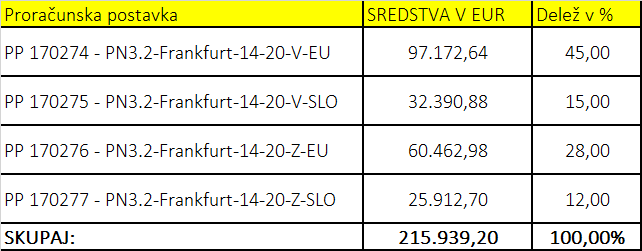 Proračunska postavka SREDSTVA V EUR Delež v %
PP 170274 - PN3.2-Frankfurt-14-20-V-EU 97.172,64 45,00
PP 170275 - PN3.2-Frankfurt-14-20-V-SLO 32.390,88 15,00
PP 170276 - PN3.2-Frankfurt-14-20-Z-EU 60.462,98 28,00
PP 170277 - PN3.2-Frankfurt-14-20-Z-SLO 25.912,70 12,00
SKUPAJ: 215.939,20 100,00%